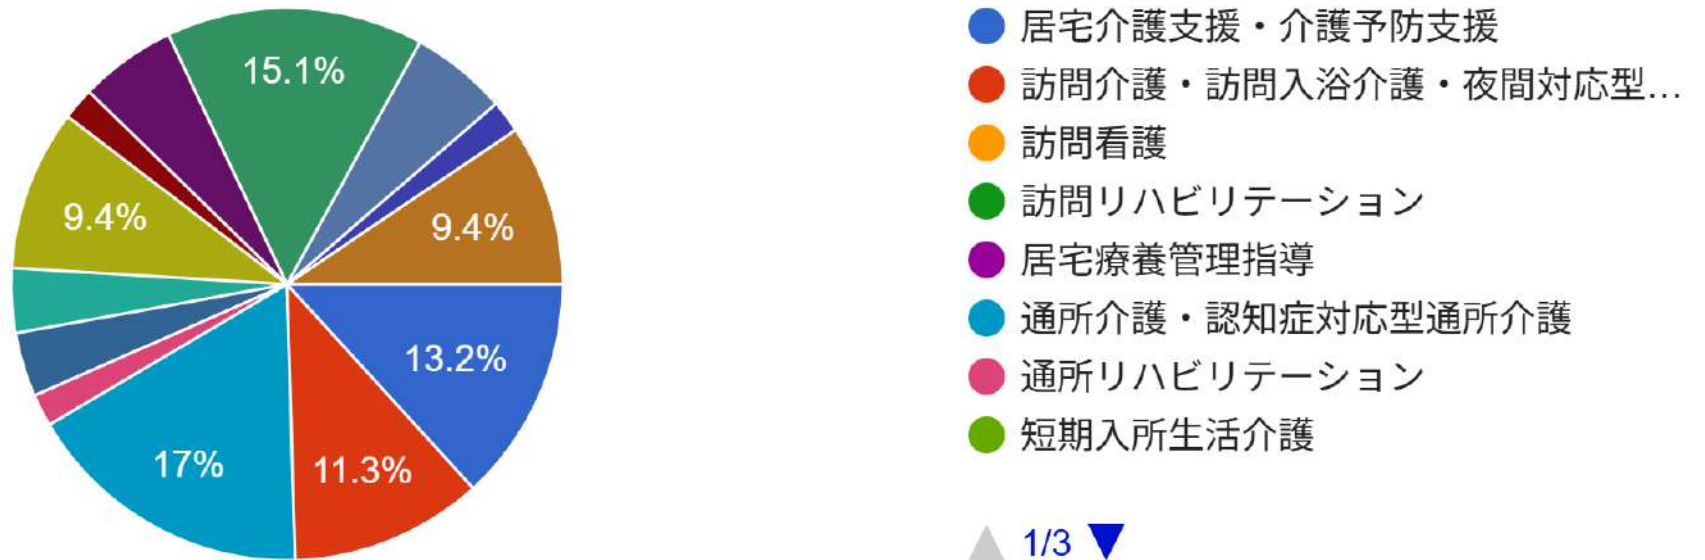 15.1%
9.4%
9.4%
13.2%
17%
11.3%
居宅介護支援・介護予防支援
訪問介護・訪問入浴介護・夜間対応型…
訪問看護
訪問リハビリテーション
居宅療養管理指導
通所介護・認知症対応型通所介護
通所リハビリテーション
短期入所生活介護
1/3